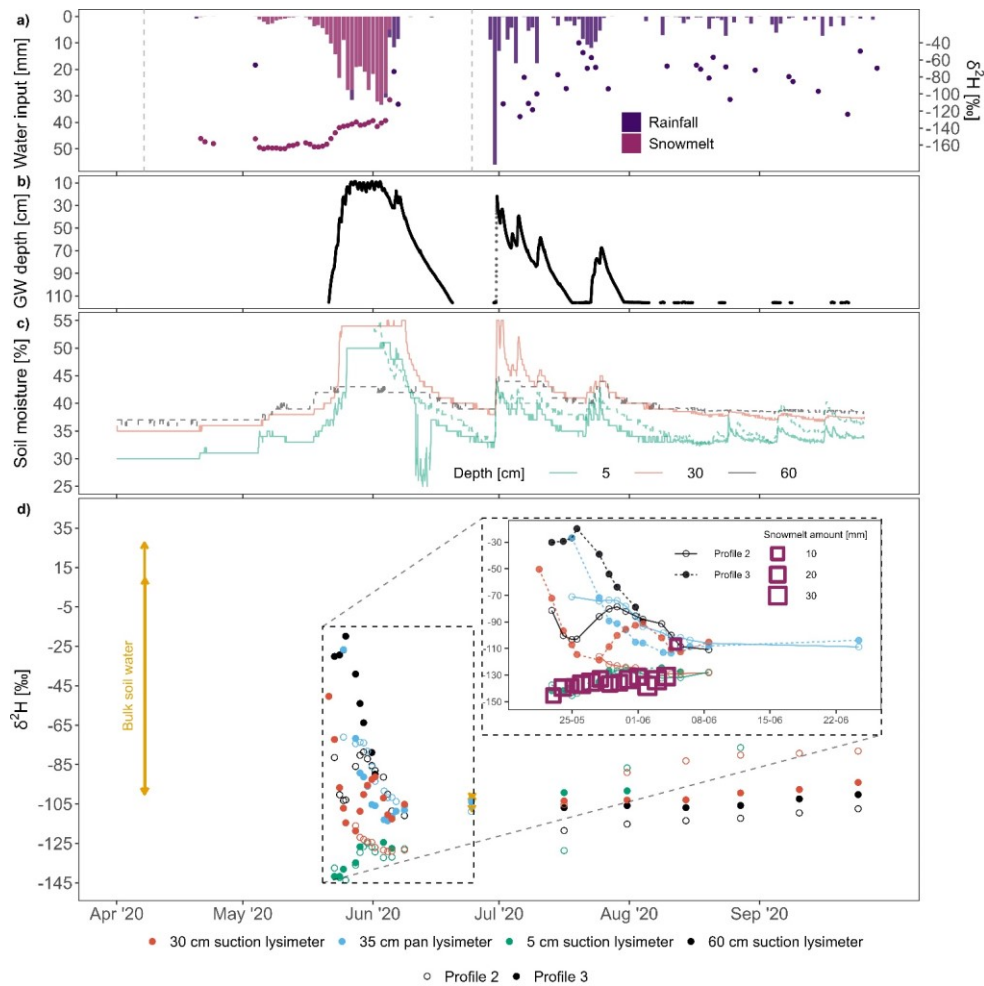 a)
Water input [mm]
0
10
20
30
40
50
-40
-60
-80
-100
-120
-140
-160
δ²H [‰]
Rainfall
Snowmelt
b)
GW depth [cm]
10
30
50
70
90
110
c)
Soil moisture [%]
55
50
45
40
35
30
25
Depth [cm] 5 30 60
d)
δ²H [‰]
35
15
-5
-25
-45
-65
-85
-105
-125
-145
Bulk soil water
-30
-50
-70
-90
-110
-130
-150
Profile 2
Profile 3
Snowmelt amount [mm]
10
20
30
25-05 01-06 08-06 15-06 22-06
Apr '20 May '20 Jun '20 Jul '20 Aug '20 Sep '20
30 cm suction lysimeter 35 cm pan lysimeter 5 cm suction lysimeter 60 cm suction lysimeter
Profile 2 Profile 3